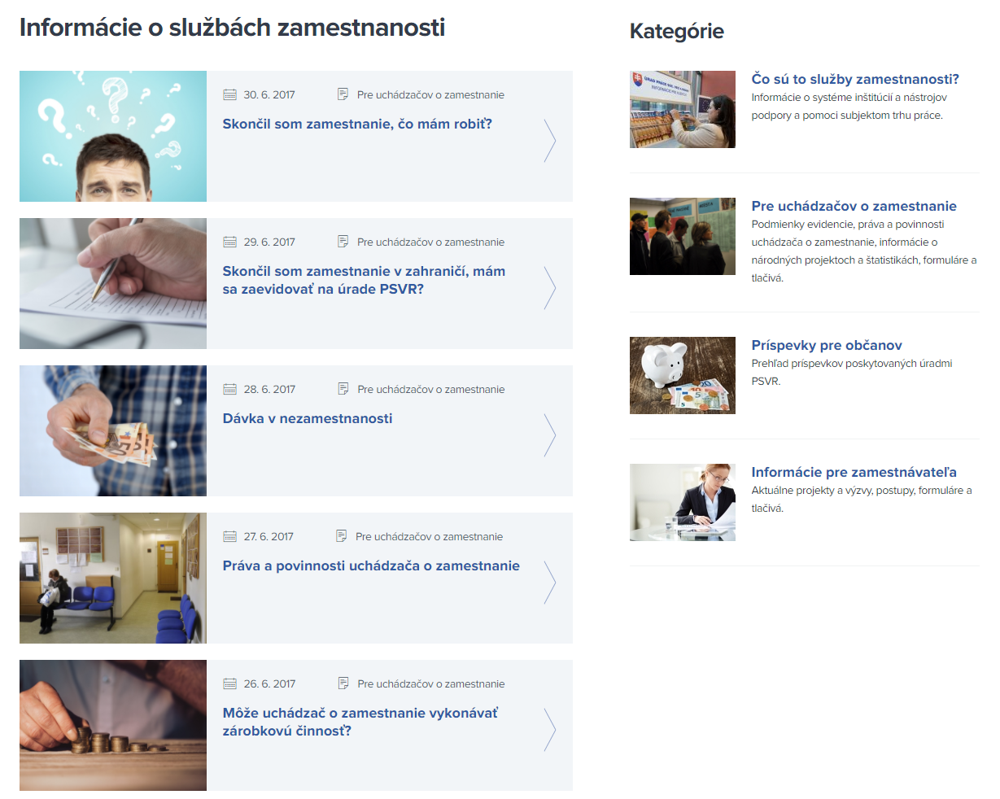 Informácie o službách zamestnanosti
30. 6. 2017
Pre uchádzačov o zamestnanie
Skončil som zamestnanie, čo mám robiť?
29. 6. 2017
Pre uchádzačov o zamestnanie
Skončil som zamestnanie v zahraničí, mám
sa zaevidovať na úrade PSVR?
28. 6. 2017
Pre uchádzačov o zamestnanie
Dávka v nezamestnanosti
27. 6. 2017
Pre uchádzačov o zamestnanie
Práva a povinnosti uchádzača o zamestnanie
26. 6. 2017
Pre uchádzačov o zamestnanie
Môže uchádzač o zamestnanie vykonávať
zárobkovú činnosť?
Kategórie
Čo sú to služby zamestnanosti?
Informácie o systéme inštitúcií a nástrojov
podpory a pomoci subjektom trhu práce.
Pre uchádzačov o zamestnanie
Podmienky evidencie, práva a povinnosti
uchádzača o zamestnanie, informácie o
národných projektoch a štatistikách, formuláre a
tlačivá.
Príspevky pre občanov
Prehľad príspevkov poskytovaných úradmi
PSVR.
Informácie pre zamestnávateľa
Aktuálne projekty a výzvy, postupy, formuláre a
tlačivá.